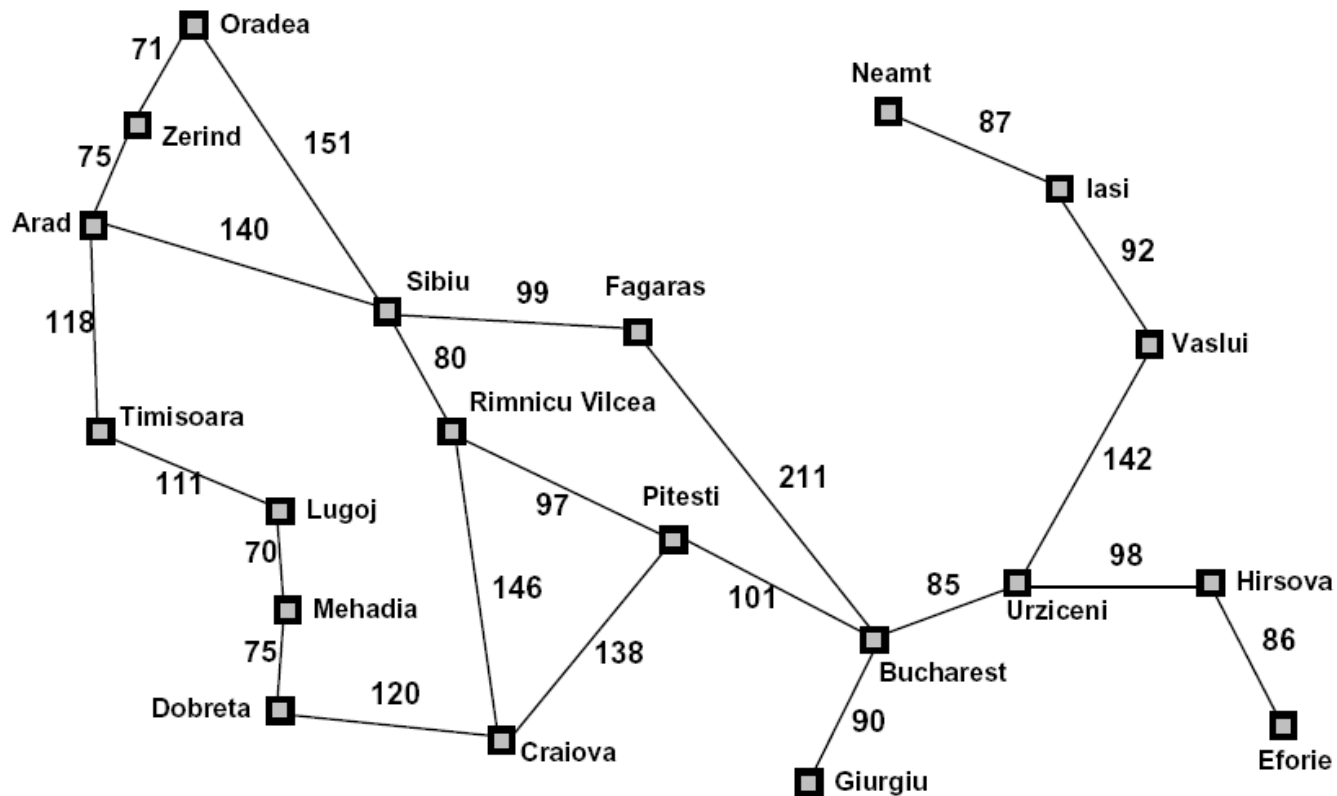 Oradea
71
Neamt
87
Zerind
151
75
Iasi
Arad
140
92
Sibiu
99
Fagaras
118
Vaslui
80
Rimnicu Vilcea
Timisoara
142
111
97
Pitesti
211
Lugoj
70
98
146
101
85
Hirsova
Mehadia
Urziceni
75
138
86
Bucharest
120
Dobreta
90
Craiova
Eforie
Giurgiu